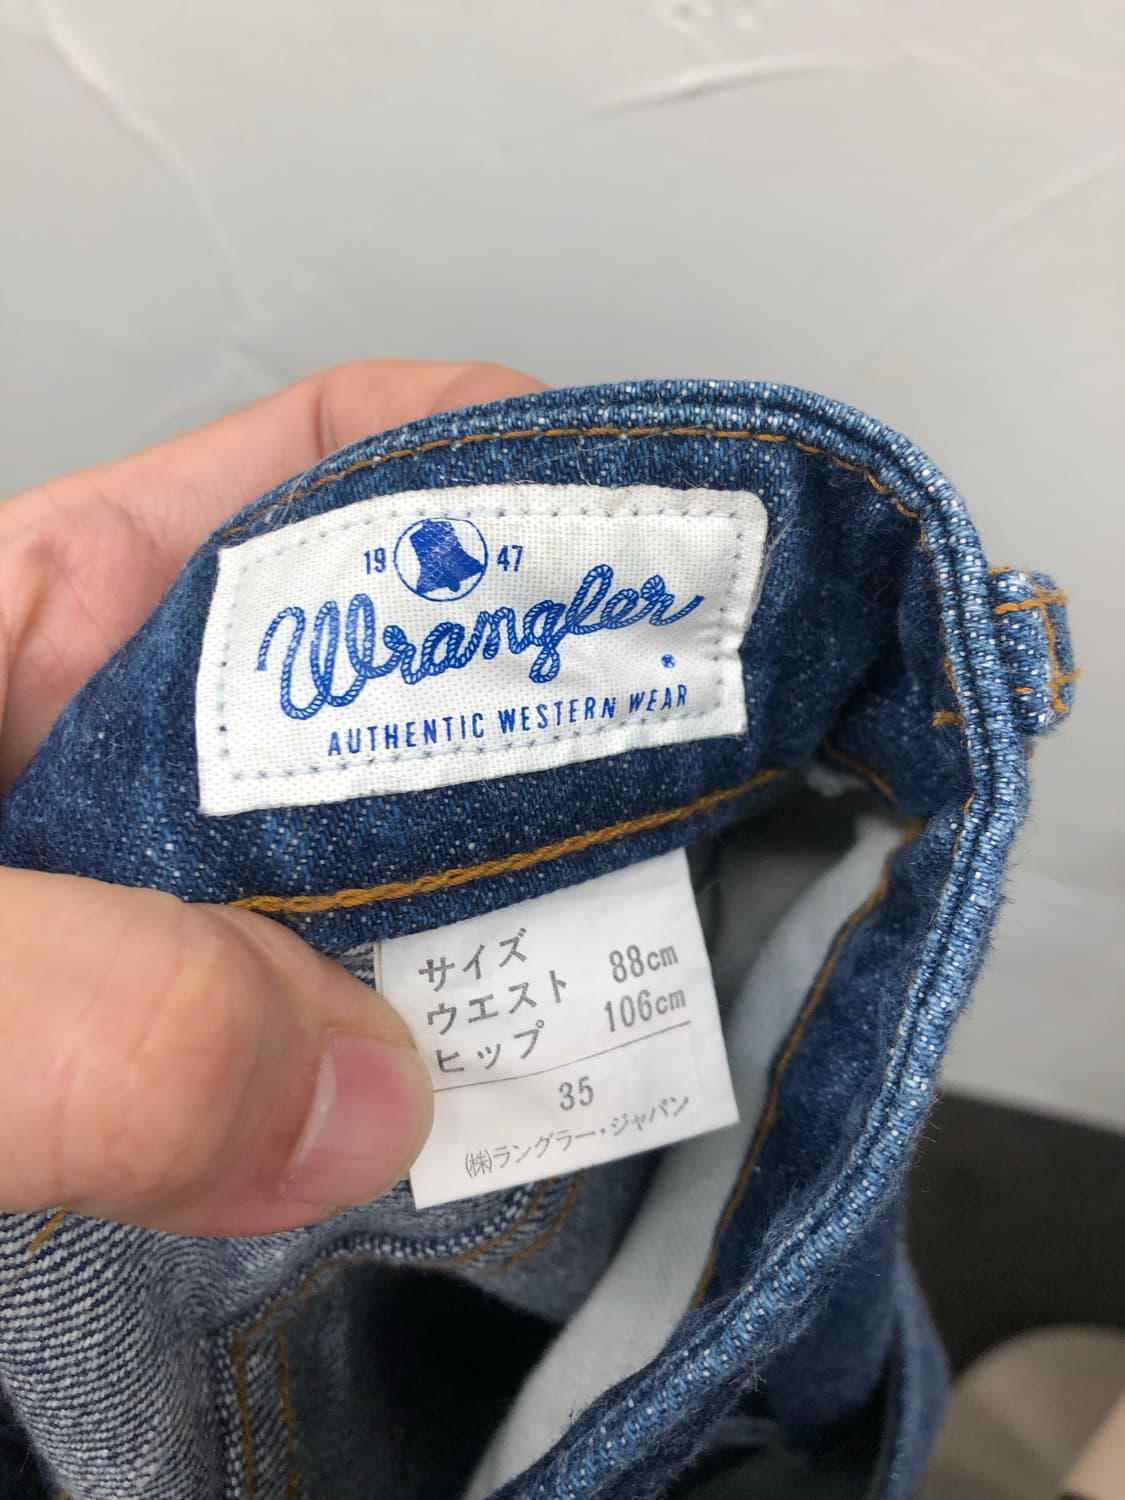 19 47
Wrangler
®
AUTHENTIC WESTERN WEAR
サイズ
ウエスト 88cm
ヒップ 106cm
35
㈱ラングラー・ジャパン